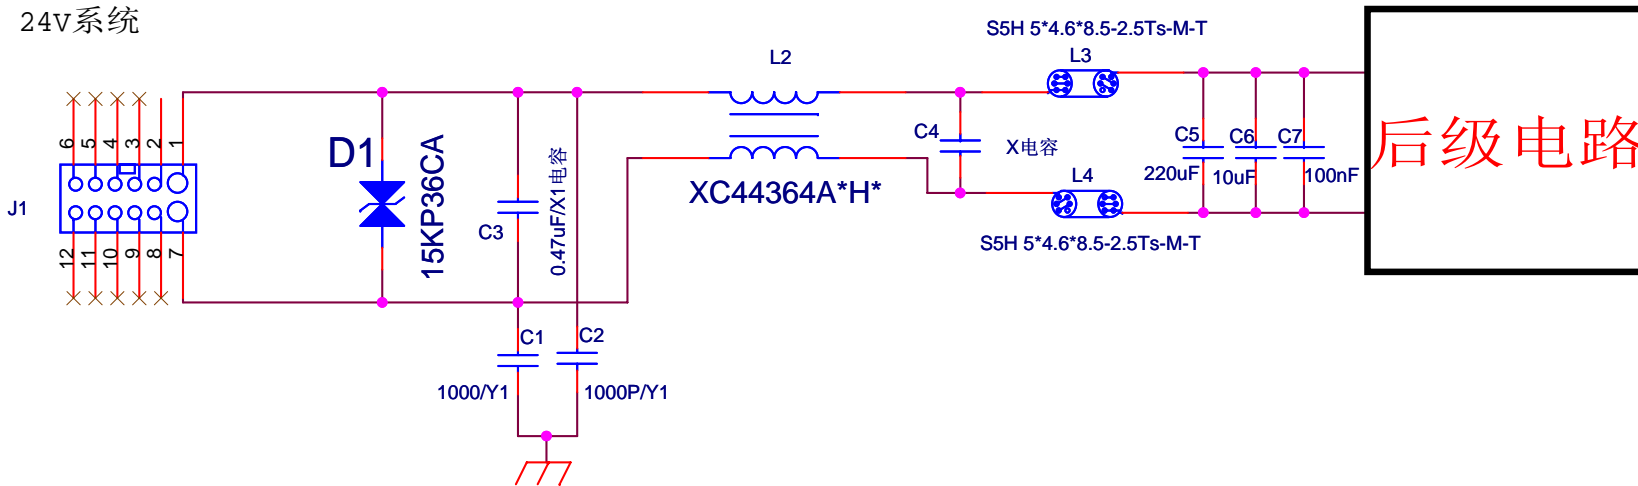 24V系统
S5H 5*4.6*8.5-2.5Ts-M-T
L3
L2
6 5 4 3 2 1
J1
12 11 10 9 8 7
D1
15KP36CA
C3
0.47uF/X1电容
XC44364A*H*
C4
X电容
L4
S5H 5*4.6*8.5-2.5Ts-M-T
C5
220uF
C6
10uF
C7
100nF
后级电路
C1
1000/Y1
C2
1000P/Y1